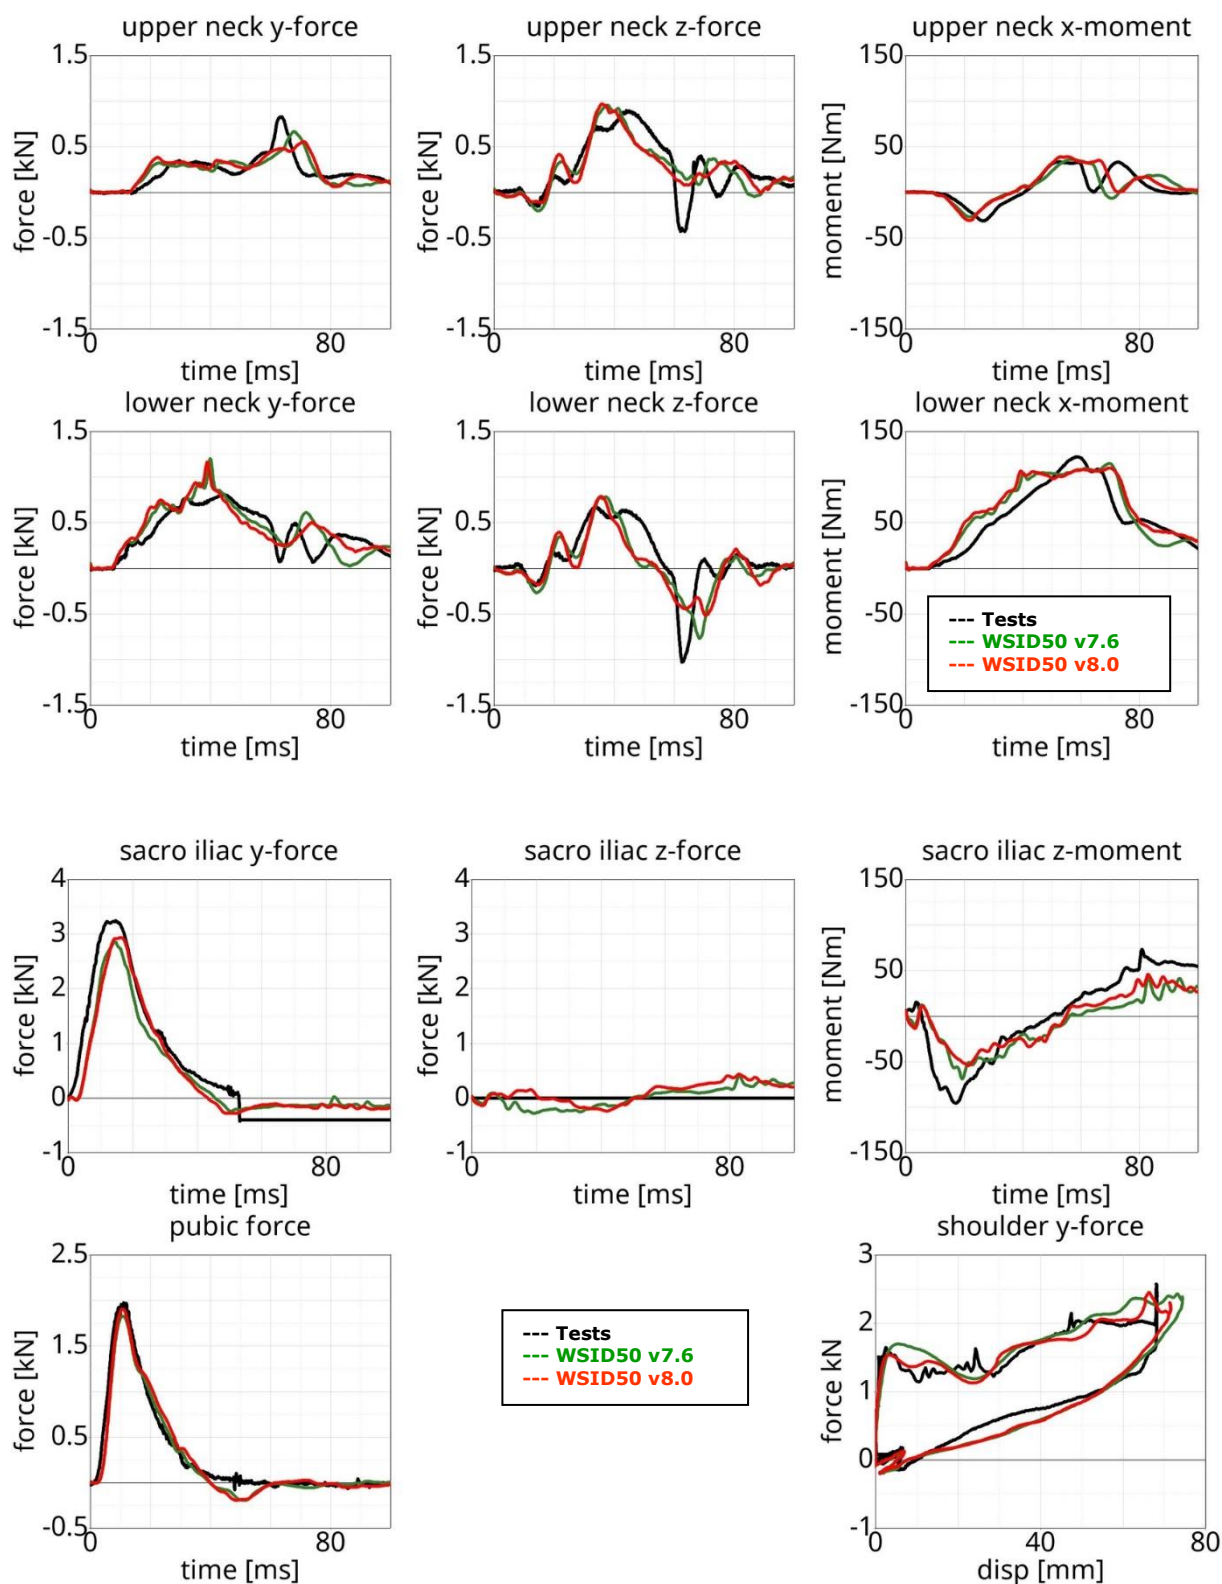 upper neck y-force
1.5
0.5
-0.5
-1.5
force [kN]
0
80
time [ms]
upper neck z-force
1.5
0.5
-0.5
-1.5
force [kN]
0
80
time [ms]
upper neck x-moment
150
50
0
-50
-150
moment [Nm]
0
80
time [ms]
lower neck y-force
1.5
0.5
-0.5
-1.5
force [kN]
0
80
time [ms]
lower neck z-force
1.5
0.5
-0.5
-1.5
force [kN]
0
80
time [ms]
lower neck x-moment
150
50
0
-50
-150
moment [Nm]
0
80
time [ms]
--- Tests
--- WSID50 v7.6
--- WSID50 v8.0
sacro iliac y-force
4
3
2
1
0
-1
force [kN]
0
80
time [ms]
sacro iliac z-force
4
3
2
1
0
-1
force [kN]
0
80
time [ms]
sacro iliac z-moment
150
50
0
-50
-150
moment [Nm]
0
80
time [ms]
pubic force
2.5
1.5
0.5
-0.5
force [kN]
0
80
time [ms]
--- Tests
--- WSID50 v7.6
--- WSID50 v8.0
shoulder y-force
3
2
1
0
-1
force kN
0
40
80
disp [mm]